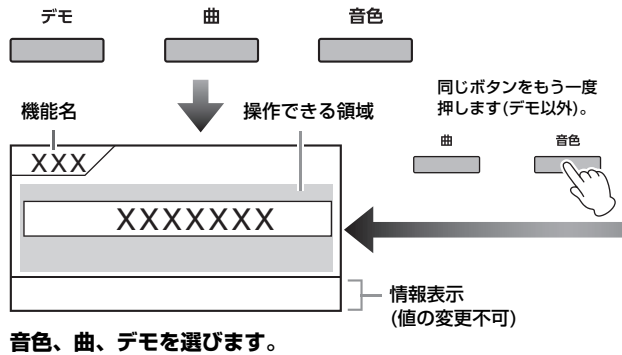 デモ
曲
音色
機能名
操作できる領域
同じボタンをもう一度
押します(デモ以外)。
曲
音色
XXX
XXXXXXX
情報表示
(値の変更不可)
音色、曲、デモを選びます。